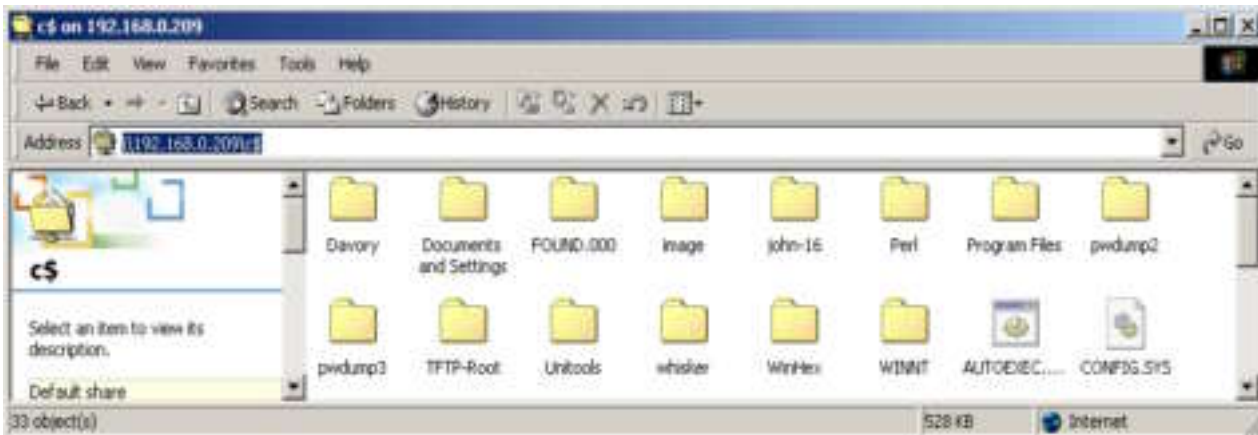 c$ on 192.168.0.209
File Edit View Favorites Tools Help
Back Search Folders History
Address \\192.168.0.209\c$ Go
c$
Select an item to view its
description.
Default share
Davory Documents and Settings FOUND.000 image john-16 Perl Program Files pwdump2
pwdump3 TFTP-Root Unitools whisker WinHex WINNT AUTOEXEC.... CONFIG.SYS
33 object(s) 528 KB Internet